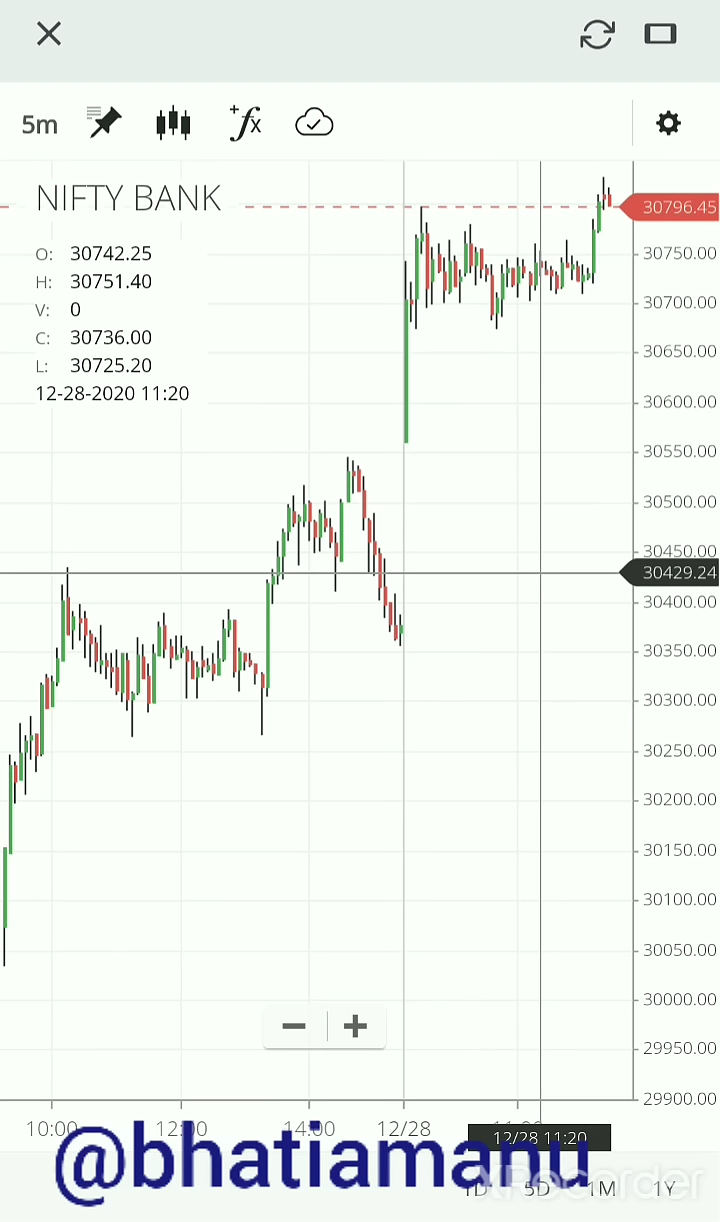 5m
fx
NIFTY BANK
O: 30742.25
H: 30751.40
V: 0
C: 30736.00
L: 30725.20
12-28-2020 11:20
30796.45
30750.00
30700.00
30650.00
30600.00
30550.00
30500.00
30450.00
30429.24
30400.00
30350.00
30300.00
30250.00
30200.00
30150.00
30100.00
30050.00
30000.00
29950.00
29900.00
10:00 12:00 14:00 12/28 12/28 11:20
@bhatiamanu
XRecorder
1D 5D 1M 1Y